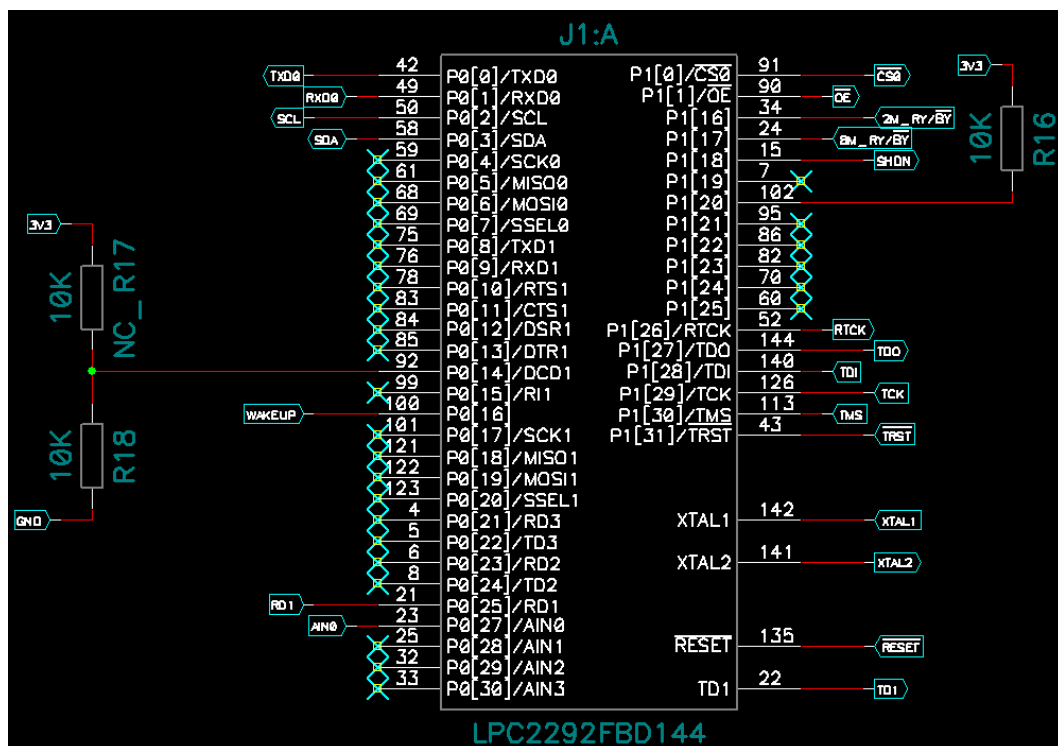 J1:A
TXD0 42 P0[0]/TXD0 P1[0]/CS0 91 CS0 3V3
RXD0 49 P0[1]/RXD0 P1[1]/OE 90 OE
SCL 50 P0[2]/SCL P1[16] 34 2M_RY/BY
SDA 58 P0[3]/SDA P1[17] 24 8M_RY/BY 10K R16
59 P0[4]/SCK0 P1[18] 15 SHDN
61 P0[5]/MISO0 P1[19] 7
68 P0[6]/MOSI0 P1[20] 102
3V3 69 P0[7]/SSEL0 P1[21] 95
75 P0[8]/TXD1 P1[22] 86
76 P0[9]/RXD1 P1[23] 82
10K NC_R17 78 P0[10]/RTS1 P1[24] 70
83 P0[11]/CTS1 P1[25] 60
84 P0[12]/DSR1 P1[26]/RTCK 52 RTCK
85 P0[13]/DTR1 P1[27]/TDO 144 TDO
92 P0[14]/DCD1 P1[28]/TDI 140 TDI
99 P0[15]/RI1 P1[29]/TCK 126 TCK
WAKEUP 100 P0[16] P1[30]/TMS 113 TMS
101 P0[17]/SCK1 P1[31]/TRST 43 TRST
10K R18 121 P0[18]/MISO1
122 P0[19]/MOSI1
123 P0[20]/SSEL1
GND 4 P0[21]/RD3 XTAL1 142 XTAL1
5 P0[22]/TD3
6 P0[23]/RD2 XTAL2 141 XTAL2
8 P0[24]/TD2
RD1 21 P0[25]/RD1
AIN0 23 P0[27]/AIN0
25 P0[28]/AIN1 RESET 135 RESET
32 P0[29]/AIN2
33 P0[30]/AIN3 TD1 22 TD1
LPC2292FBD144